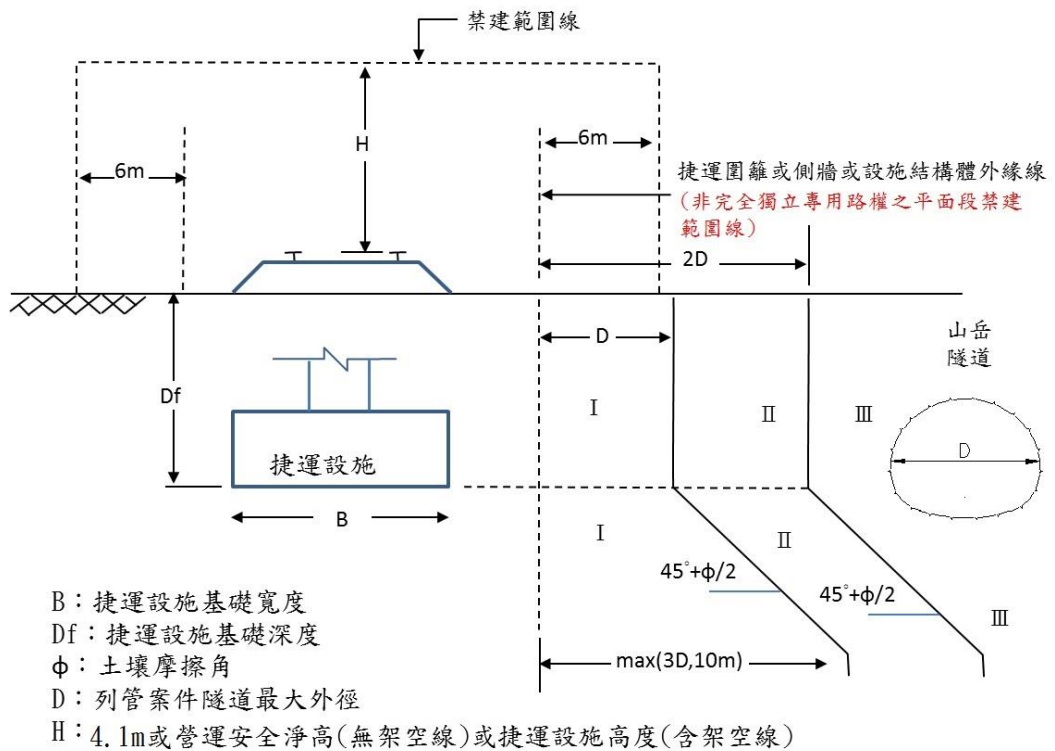 禁建範圍線
H
6m
6m
捷運圍籬或側牆或設施結構體外緣線
(非完全獨立專用路權之平面段禁建
範圍線)
2D
D
山岳
隧道
Df
I
II
III
D
捷運設施
B
I
II
45°+ϕ/2
45°+ϕ/2
III
max(3D,10m)
B：捷運設施基礎寬度
Df：捷運設施基礎深度
ϕ：土壤摩擦角
D：列管案件隧道最大外徑
H：4.1m或營運安全淨高(無架空線)或捷運設施高度(含架空線)